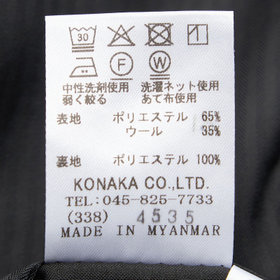 30
F W
中性洗剤使用 洗濯ネット使用
弱く絞る あて布使用
表地 ポリエステル 65%
ウール 35%
裏地 ポリエステル 100%
KONAKA CO.,LTD.
TEL: 045-825-7733
(338) 4535
MADE IN MYANMAR